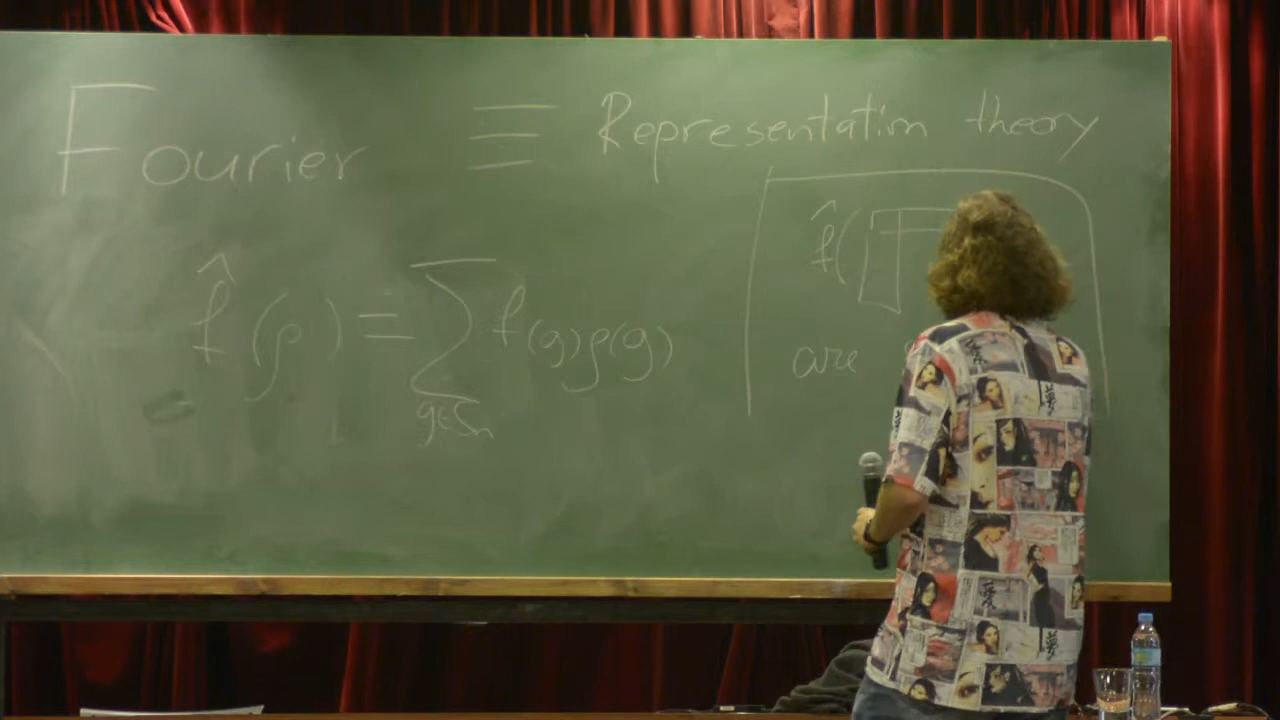 Fourier ≡ Representation theory
f̂(ρ) = ∑ f(g)ρ(g)
g∈Sn
f̂(
are